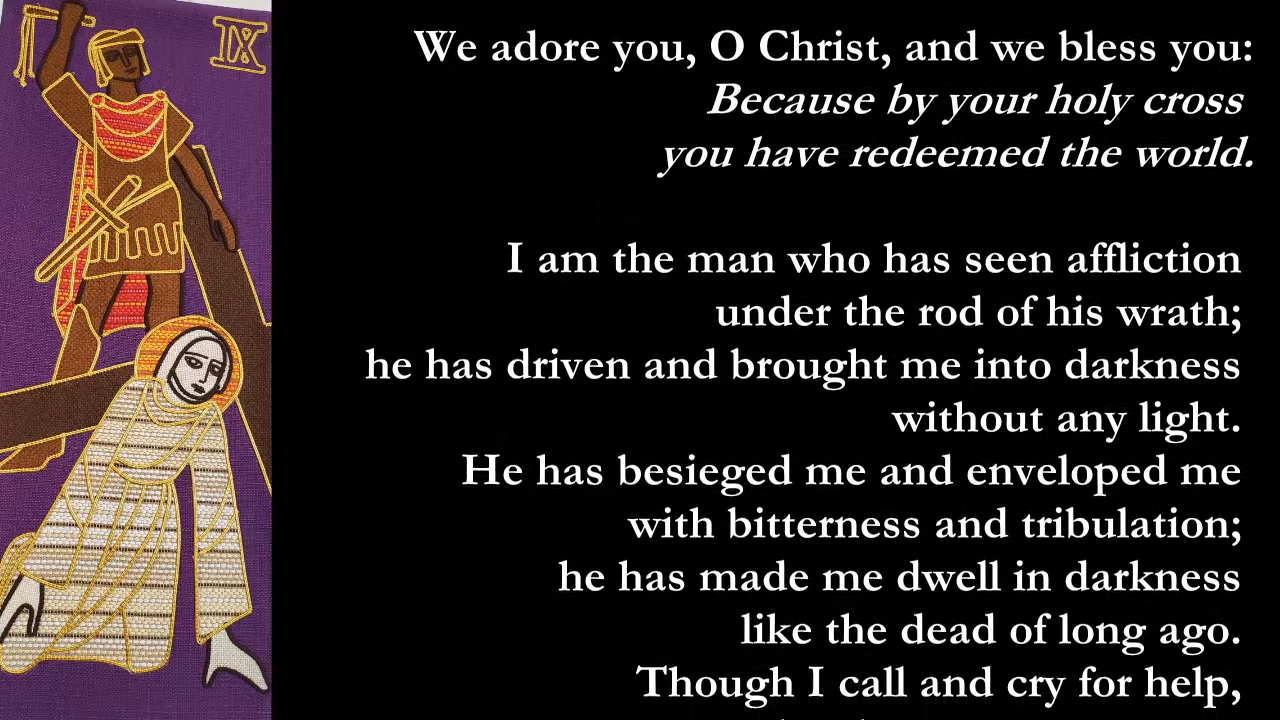 IX
We adore you, O Christ, and we bless you:
Because by your holy cross
you have redeemed the world.
I am the man who has seen affliction
under the rod of his wrath;
he has driven and brought me into darkness
without any light.
He has besieged me and enveloped me
with bitterness and tribulation;
he has made me dwell in darkness
like the dead of long ago.
Though I call and cry for help,